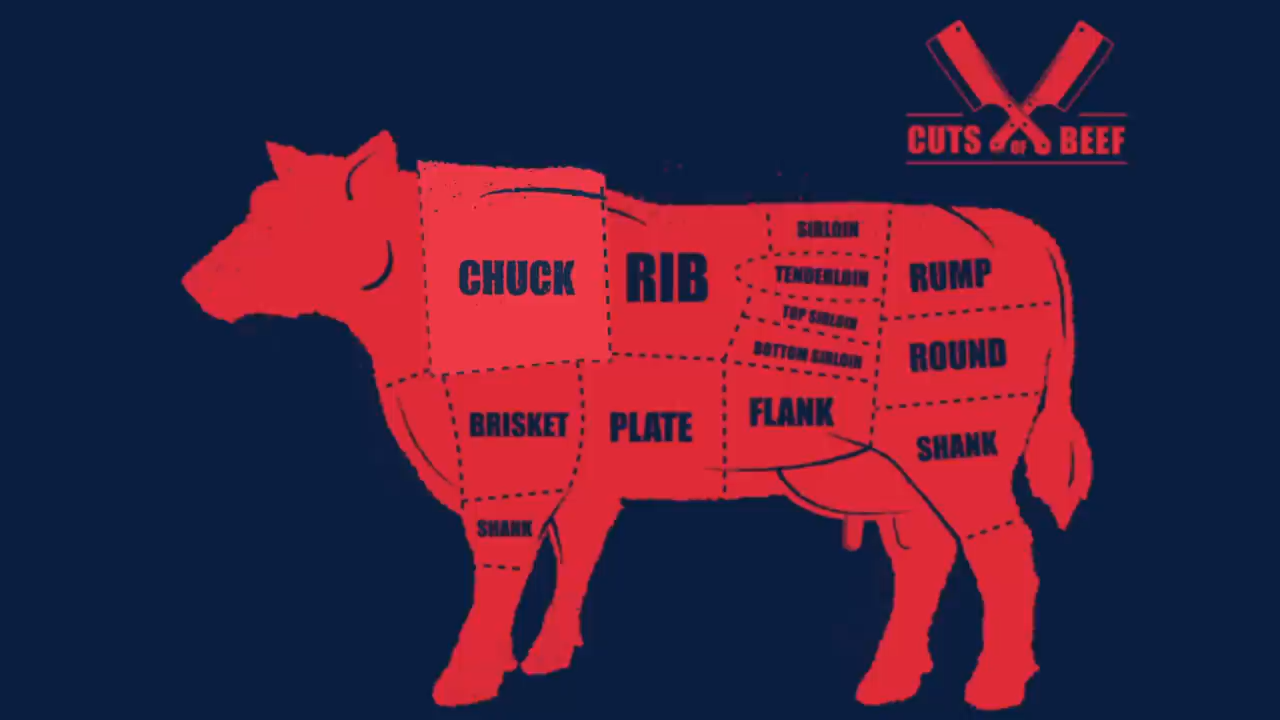 CUTS OF BEEF
CHUCK
RIB
SIRLOIN
TENDERLOIN
TOP SIRLOIN
BOTTOM SIRLOIN
RUMP
ROUND
BRISKET
PLATE
FLANK
SHANK
SHANK